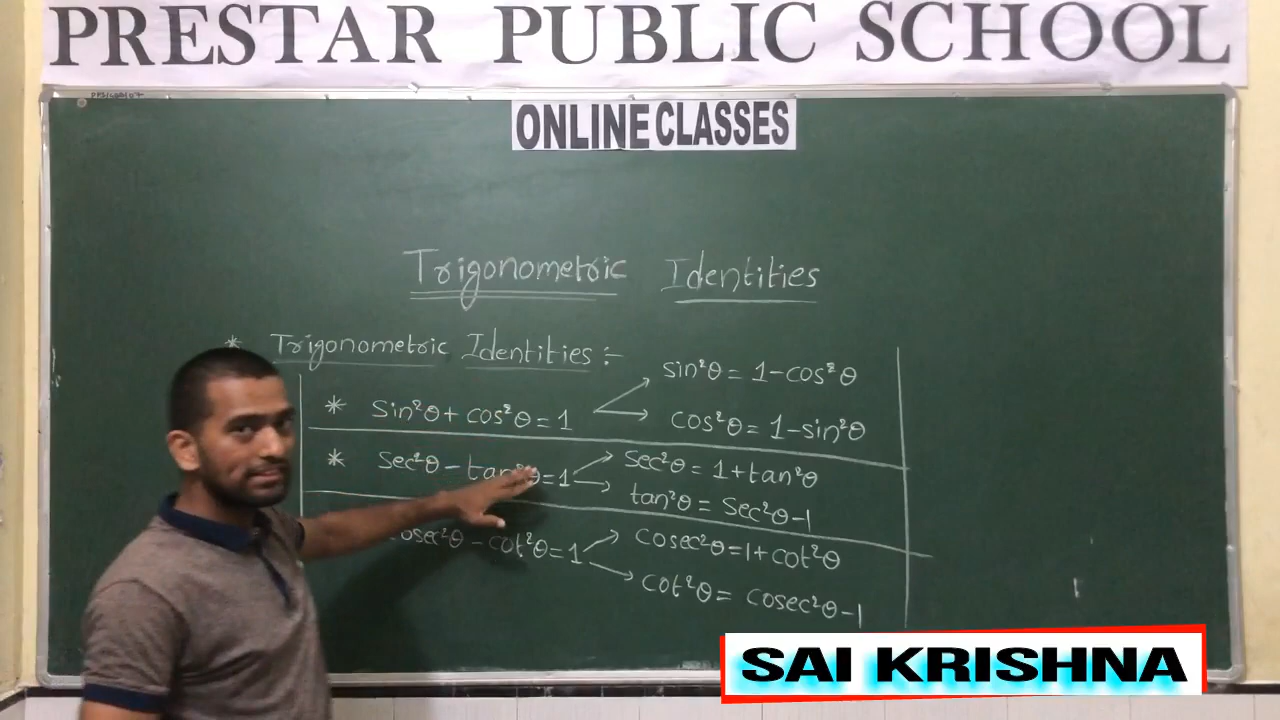 PRESTAR PUBLIC SCHOOL
ONLINE CLASSES
Trigonometric Identities
* Trigonometric Identities :-
* Sin²θ + cos²θ = 1
sin²θ = 1 - cos²θ
cos²θ = 1 - sin²θ
* Sec²θ - tan²θ = 1
Sec²θ = 1 + tan²θ
tan²θ = Sec²θ - 1
cosec²θ - cot²θ = 1
cosec²θ = 1 + cot²θ
cot²θ = cosec²θ - 1
SAI KRISHNA